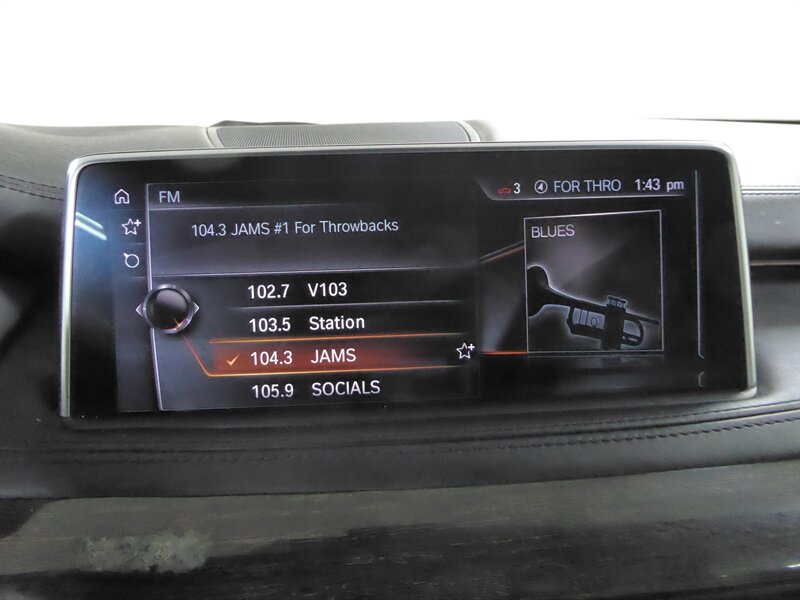 FM
3 FOR THRO 1:43 pm
104.3 JAMS #1 For Throwbacks
BLUES
102.7 V103
103.5 Station
104.3 JAMS
105.9 SOCIALS